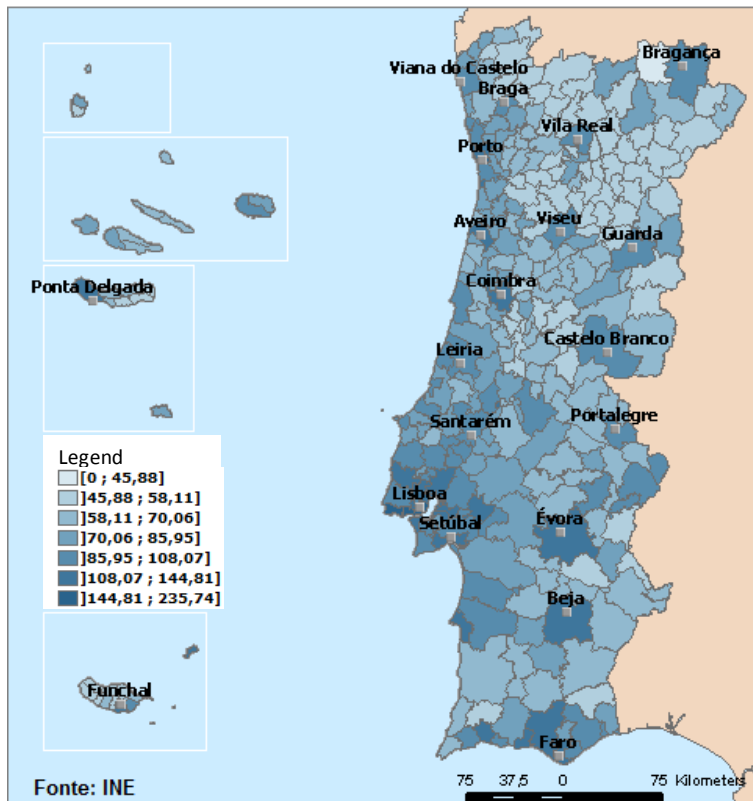 Bragança
Viana do Castelo
Braga
Vila Real
Porto
Aveiro
Viseu
Guarda
Ponta Delgada
Coimbra
Castelo Branco
Leiria
Santarém
Portalegre
Legend
[0 ; 45,88]
]45,88 ; 58,11]
]58,11 ; 70,06]
]70,06 ; 85,95]
]85,95 ; 108,07]
]108,07 ; 144,81]
]144,81 ; 235,74]
Lisboa
Setúbal
Évora
Beja
Funchal
Faro
Fonte: INE
75 37,5 0 75 Kilometers